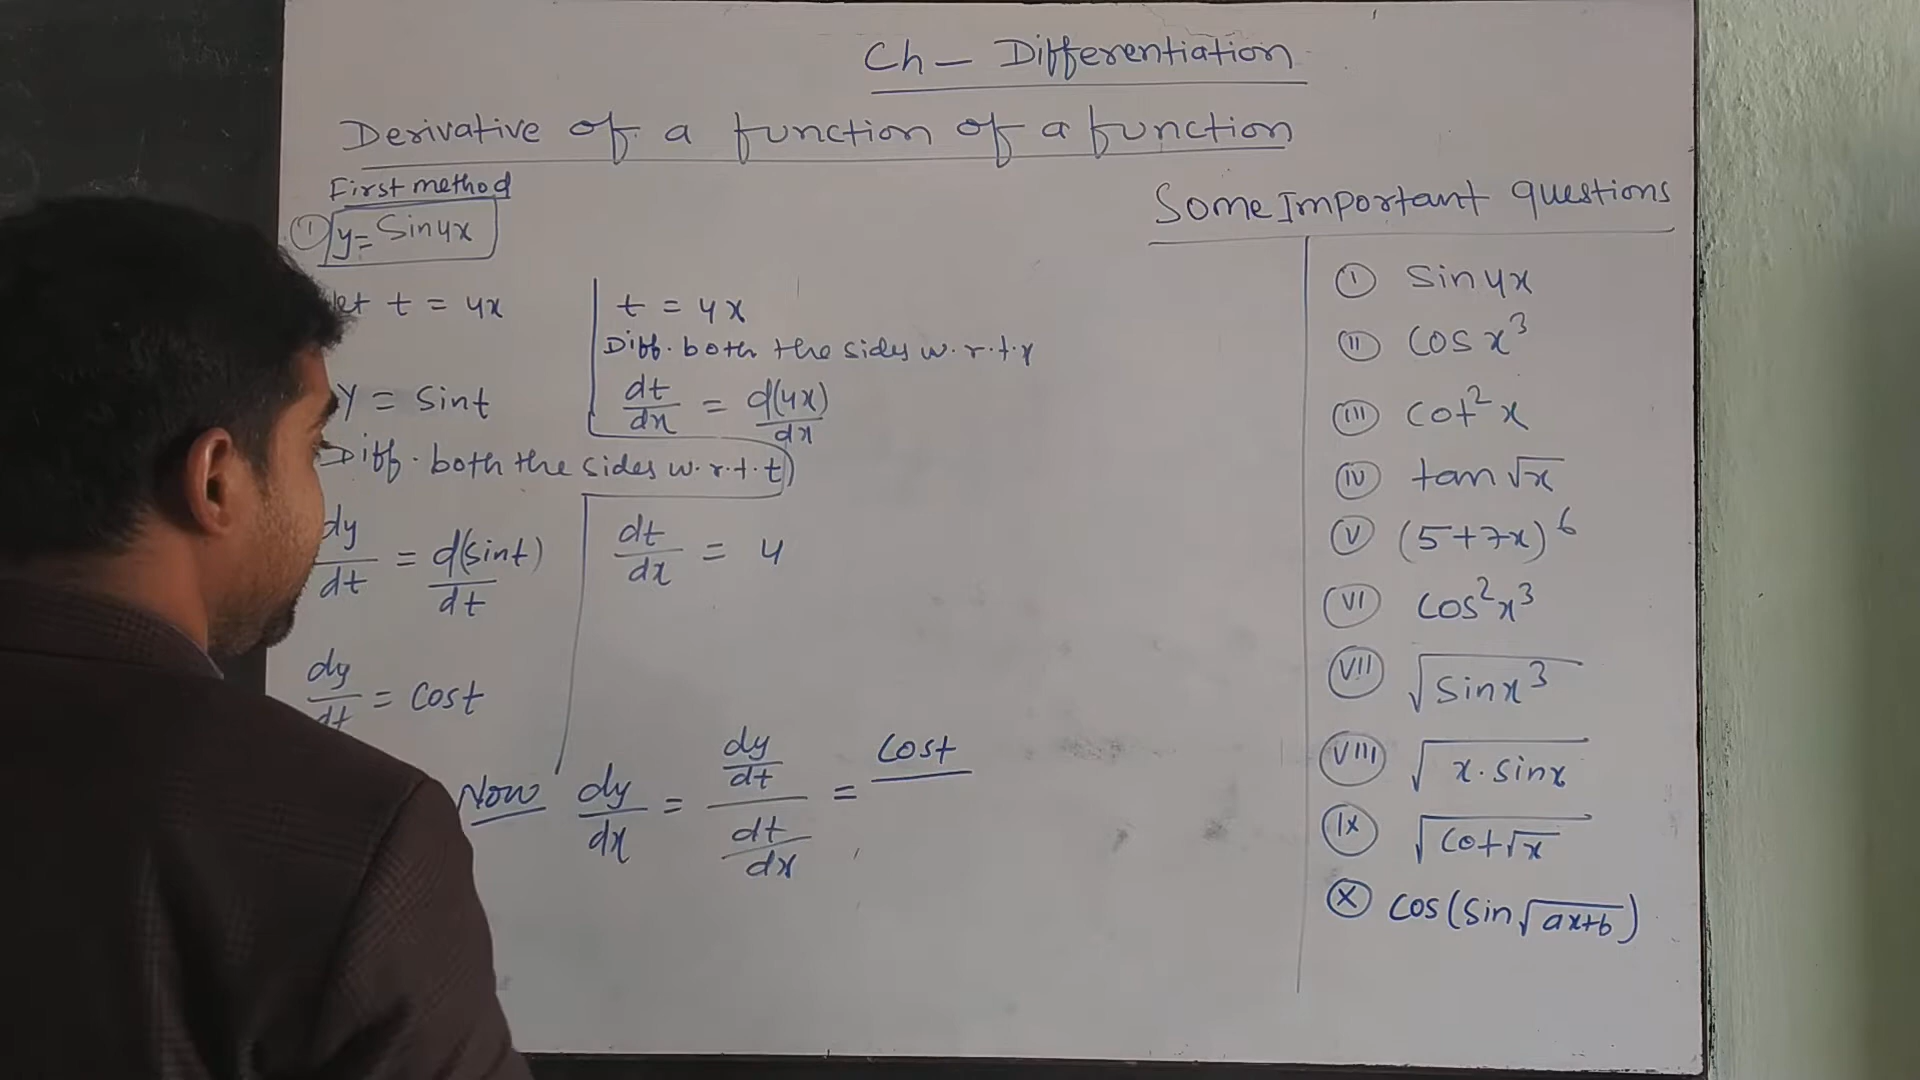 Ch - Differentiation
Derivative of a function of a function
First method
① y = Sin4x
let t = 4x
y = Sint
Diff. both the sides w.r.t. t)
dy/dt = d(sint)/dt
dy/dt = Cost
t = 4x
Diff. both the sides w.r.t.x
dt/dx = d(4x)/dx
dt/dx = 4
Now dy/dx = dy/dt / dt/dx = Cost
Some Important questions
(I) Sin4x
(II) Cos x³
(III) Cot² x
(IV) tan √x
(V) (5+7x)⁶
(VI) Cos²x³
(VII) √Sinx³
(VIII) √x.sinx
(IX) √Cot√x
(X) Cos(Sin√ax+b)